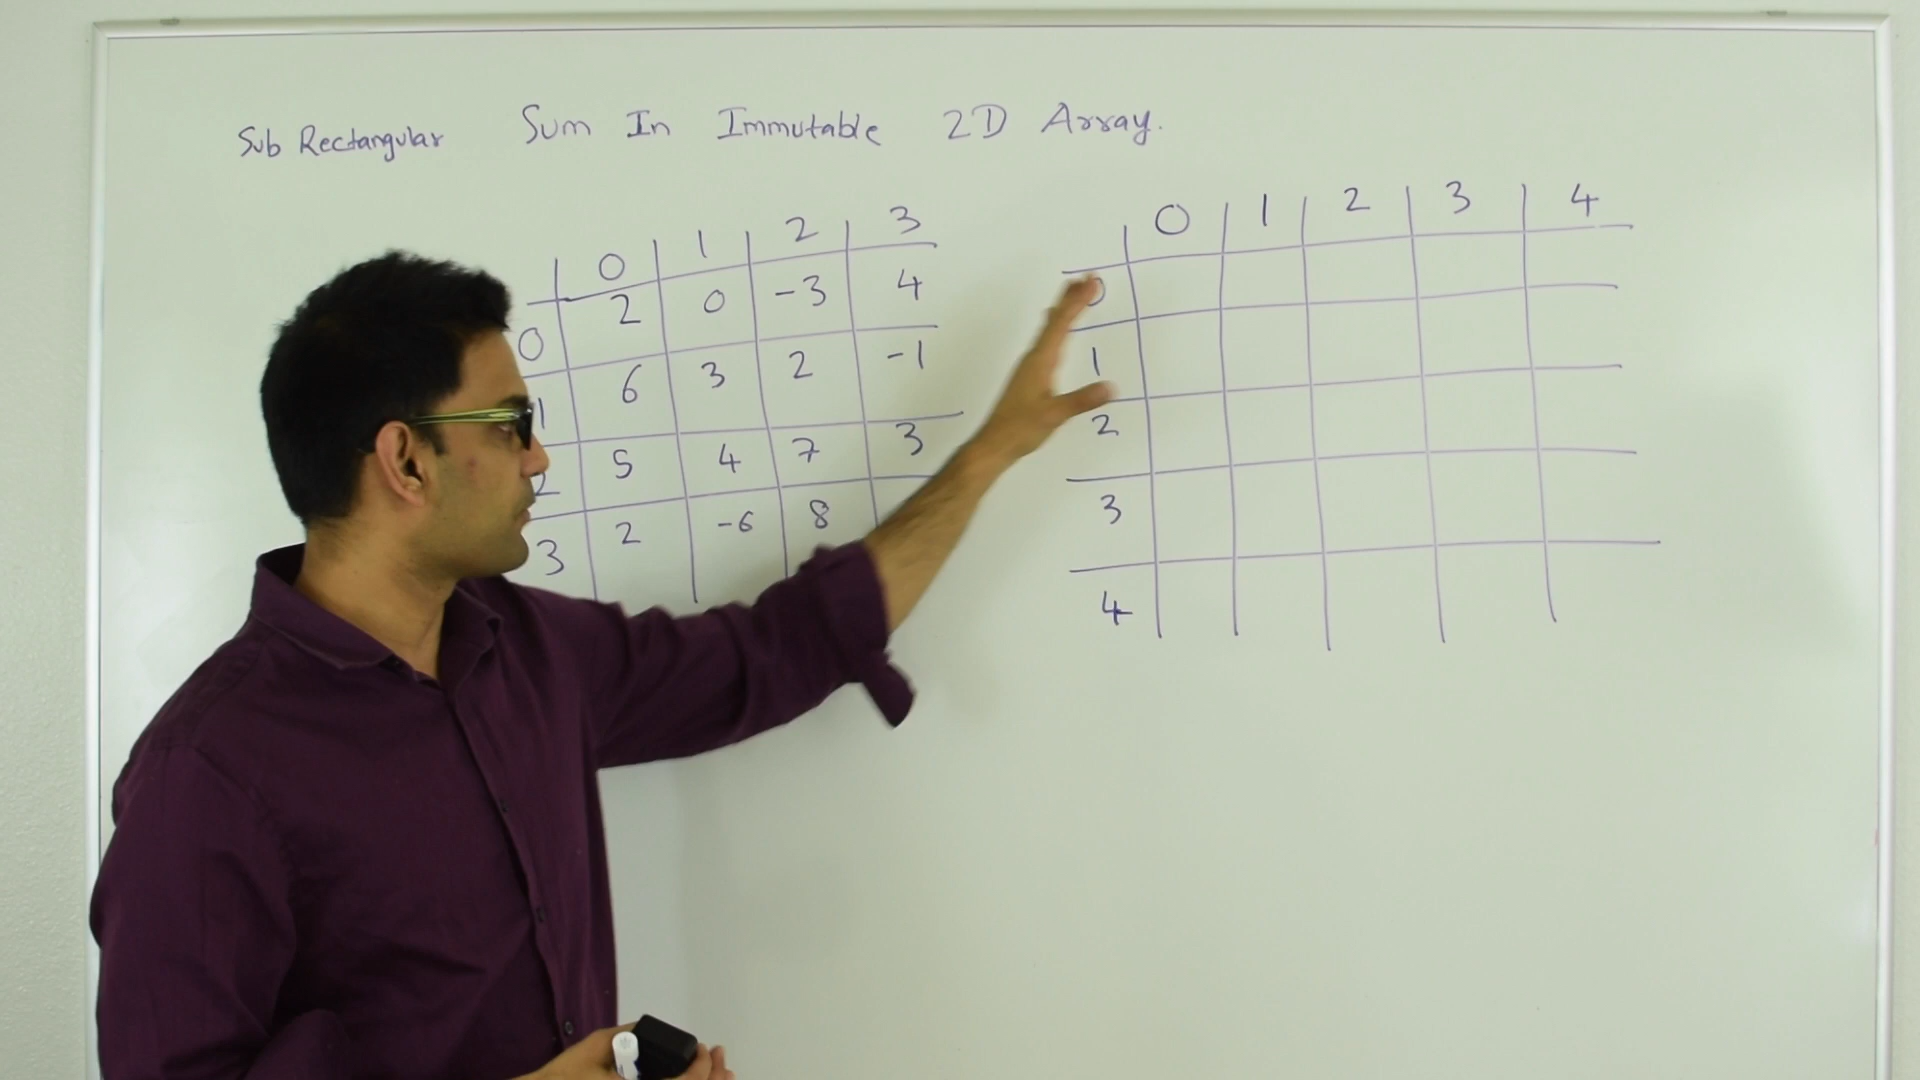 Sub Rectangular Sum In Immutable 2D Array.
0 1 2 3
0 2 0 -3 4
1 6 3 2 -1
2 5 4 7 3
3 2 -6 8
0 1 2 3 4
0
1
2
3
4